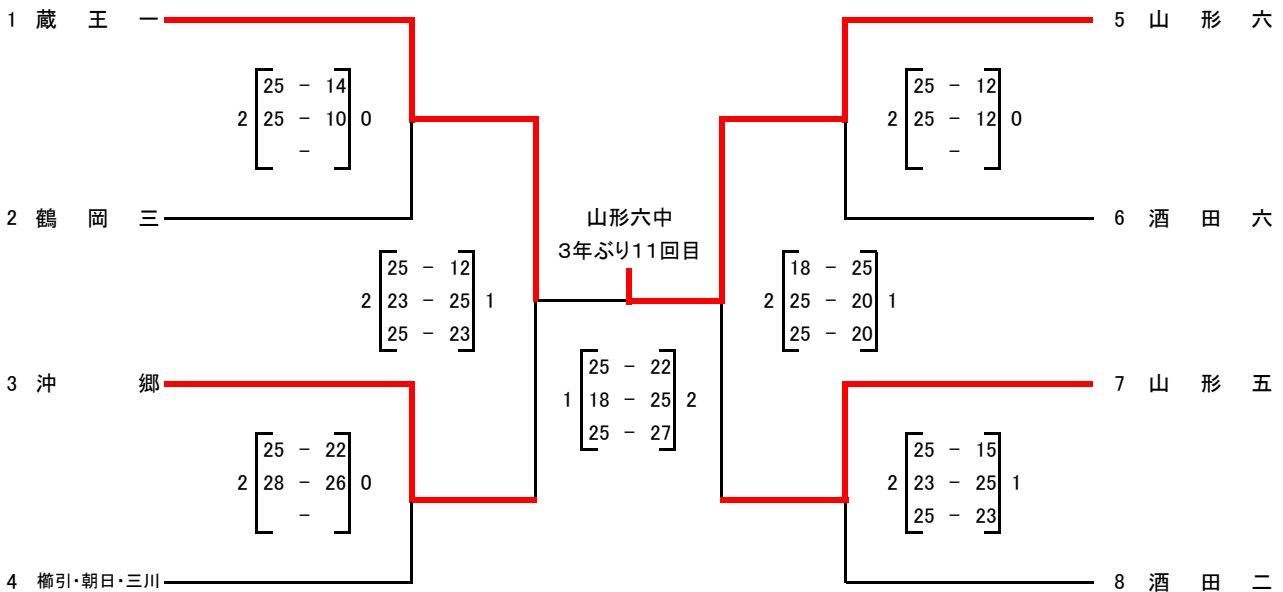 1 蔵 王 一
25 － 14
2 25 － 10 0
－
2 鶴 岡 三
25 － 12
2 23 － 25 1
25 － 23
3 沖 郷
25 － 22
2 28 － 26 0
－
4 櫛引・朝日・三川
山形六中
3年ぶり11回目
25 － 22
1 18 － 25 2
25 － 27
5 山 形 六
25 － 12
2 25 － 12 0
－
6 酒 田 六
18 － 25
2 25 － 20 1
25 － 20
7 山 形 五
25 － 15
2 23 － 25 1
25 － 23
8 酒 田 二